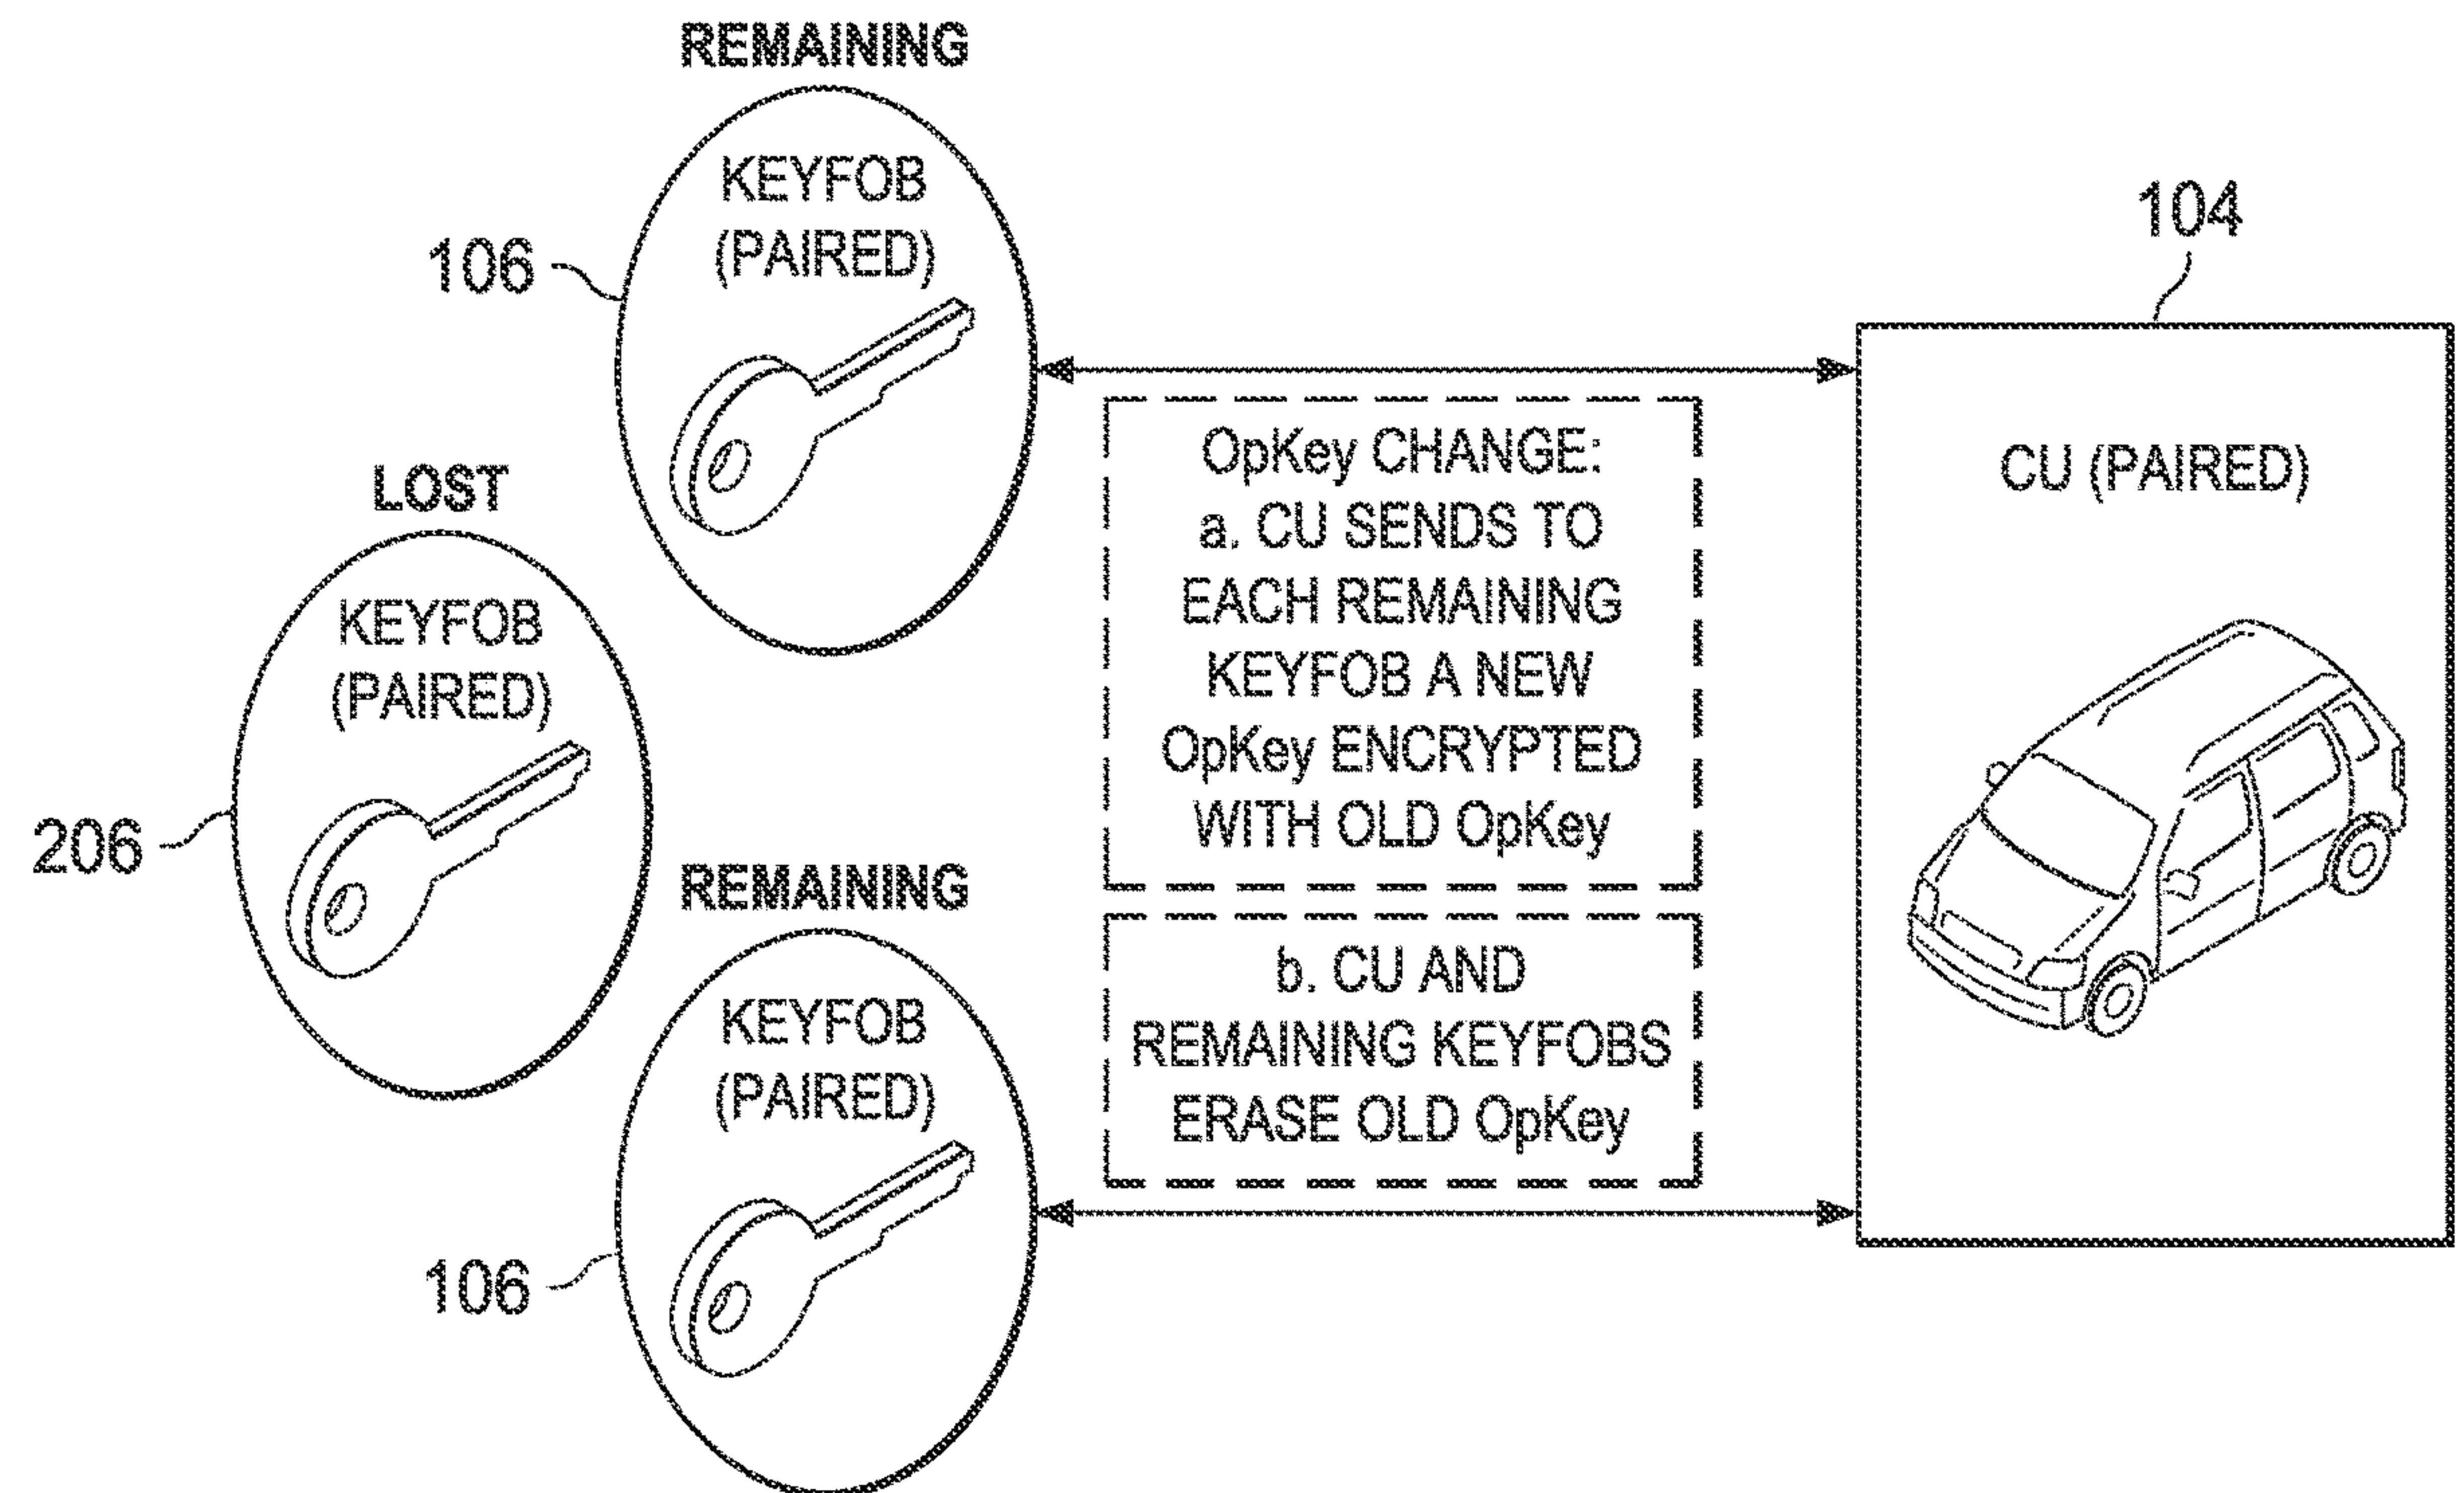 REMAINING
KEYFOB
(PAIRED)
106
LOST
KEYFOB
(PAIRED)
206
REMAINING
KEYFOB
(PAIRED)
106
OpKey CHANGE:
a. CU SENDS TO
EACH REMAINING
KEYFOB A NEW
OpKey ENCRYPTED
WITH OLD OpKey
b. CU AND
REMAINING KEYFOBS
ERASE OLD OpKey
104
CU (PAIRED)